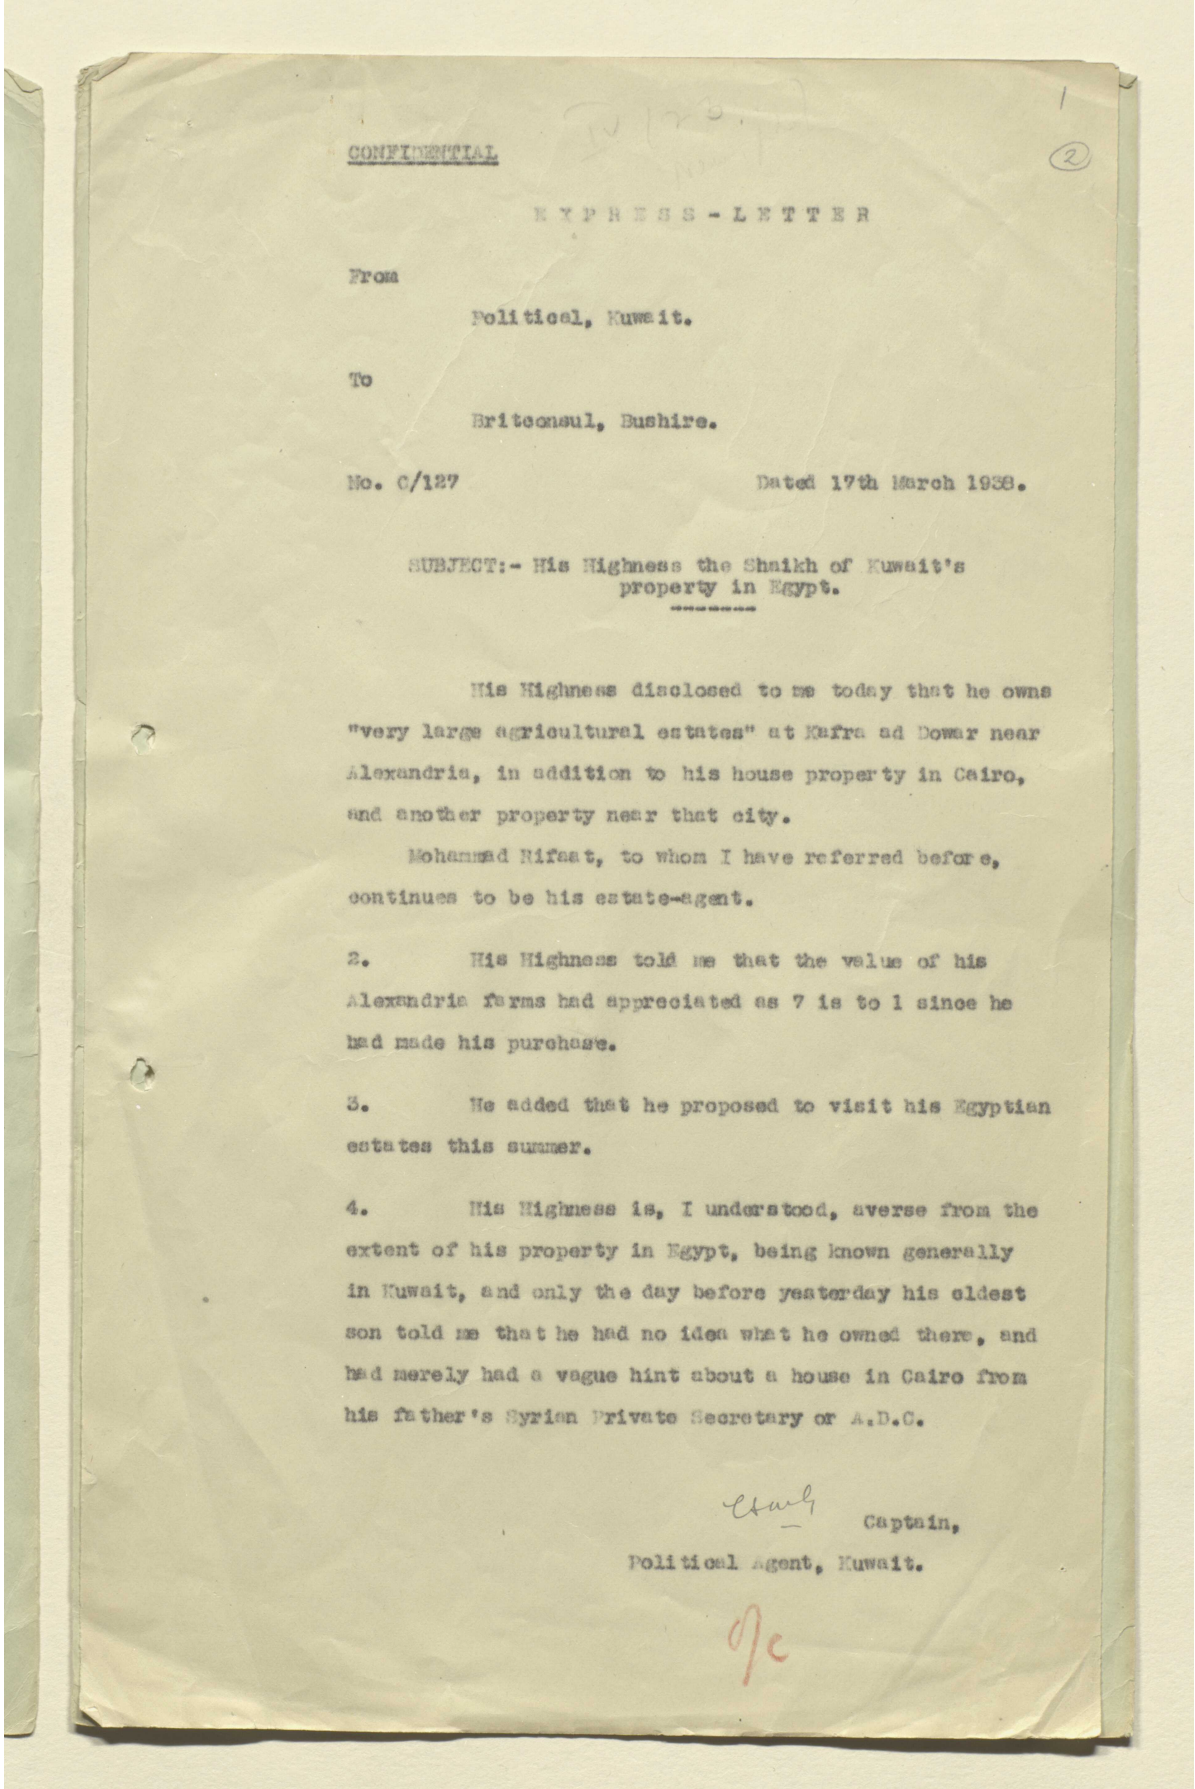 1
CONFIDENTIAL
2
EXPRESS-LETTER
From
Political, Kuwait.
To
Britconsul, Bushire.
No. C/127 Dated 17th March 1938.
SUBJECT:- His Highness the Shaikh of Kuwait's
property in Egypt.
His Highness disclosed to me today that he owns
"very large agricultural estates" at Kafra ad Dowar near
Alexandria, in addition to his house property in Cairo,
and another property near that city.
Mohammad Rifaat, to whom I have referred before,
continues to be his estate-agent.
2. His Highness told me that the value of his
Alexandria farms had appreciated as 7 is to 1 since he
had made his purchase.
3. He added that he proposed to visit his Egyptian
estates this summer.
4. His Highness is, I understood, averse from the
extent of his property in Egypt, being known generally
in Kuwait, and only the day before yesterday his eldest
son told me that he had no idea what he owned there, and
had merely had a vague hint about a house in Cairo from
his father's Syrian Private Secretary or A.D.C.
Captain,
Political Agent, Kuwait.
o/c